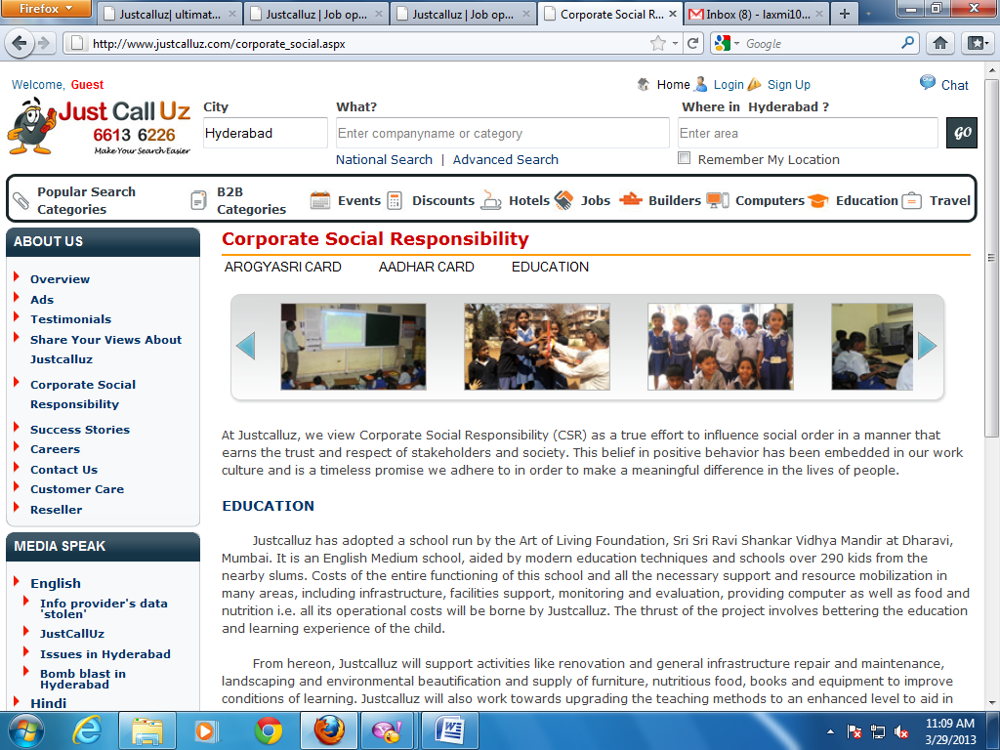 Firefox
Justcalluz| ultimat...
Justcalluz | Job op...
Justcalluz | Job op...
Corporate Social R...
Inbox (8) - laxmi10...
http://www.justcalluz.com/corporate_social.aspx
Google
Welcome, Guest
Home
Login
Sign Up
Chat
Just Call Uz
6613 6226
Make Your Search Easier
City
What?
Where in Hyderabad ?
Hyderabad
Enter companyname or category
Enter area
GO
National Search | Advanced Search
Remember My Location
Popular Search Categories
B2B Categories
Events
Discounts
Hotels
Jobs
Builders
Computers
Education
Travel
ABOUT US
Overview
Ads
Testimonials
Share Your Views About
Justcalluz
Corporate Social
Responsibility
Success Stories
Careers
Contact Us
Customer Care
Reseller
MEDIA SPEAK
English
Info provider's data
'stolen'
JustCallUz
Issues in Hyderabad
Bomb blast in
Hyderabad
Hindi
Corporate Social Responsibility
AROGYASRI CARD AADHAR CARD EDUCATION
At Justcalluz, we view Corporate Social Responsibility (CSR) as a true effort to influence social order in a manner that
earns the trust and respect of stakeholders and society. This belief in positive behavior has been embedded in our work
culture and is a timeless promise we adhere to in order to make a meaningful difference in the lives of people.
EDUCATION
Justcalluz has adopted a school run by the Art of Living Foundation, Sri Sri Ravi Shankar Vidhya Mandir at Dharavi,
Mumbai. It is an English Medium school, aided by modern education techniques and schools over 290 kids from the
nearby slums. Costs of the entire functioning of this school and all the necessary support and resource mobilization in
many areas, including infrastructure, facilities support, monitoring and evaluation, providing computer as well as food and
nutrition i.e. all its operational costs will be borne by Justcalluz. The thrust of the project involves bettering the education
and learning experience of the child.
From hereon, Justcalluz will support activities like renovation and general infrastructure repair and maintenance,
landscaping and environmental beautification and supply of furniture, nutritious food, books and equipment to improve
conditions of learning. Justcalluz will also work towards upgrading the teaching methods to an enhanced level to aid in
11:09 AM
3/29/2013